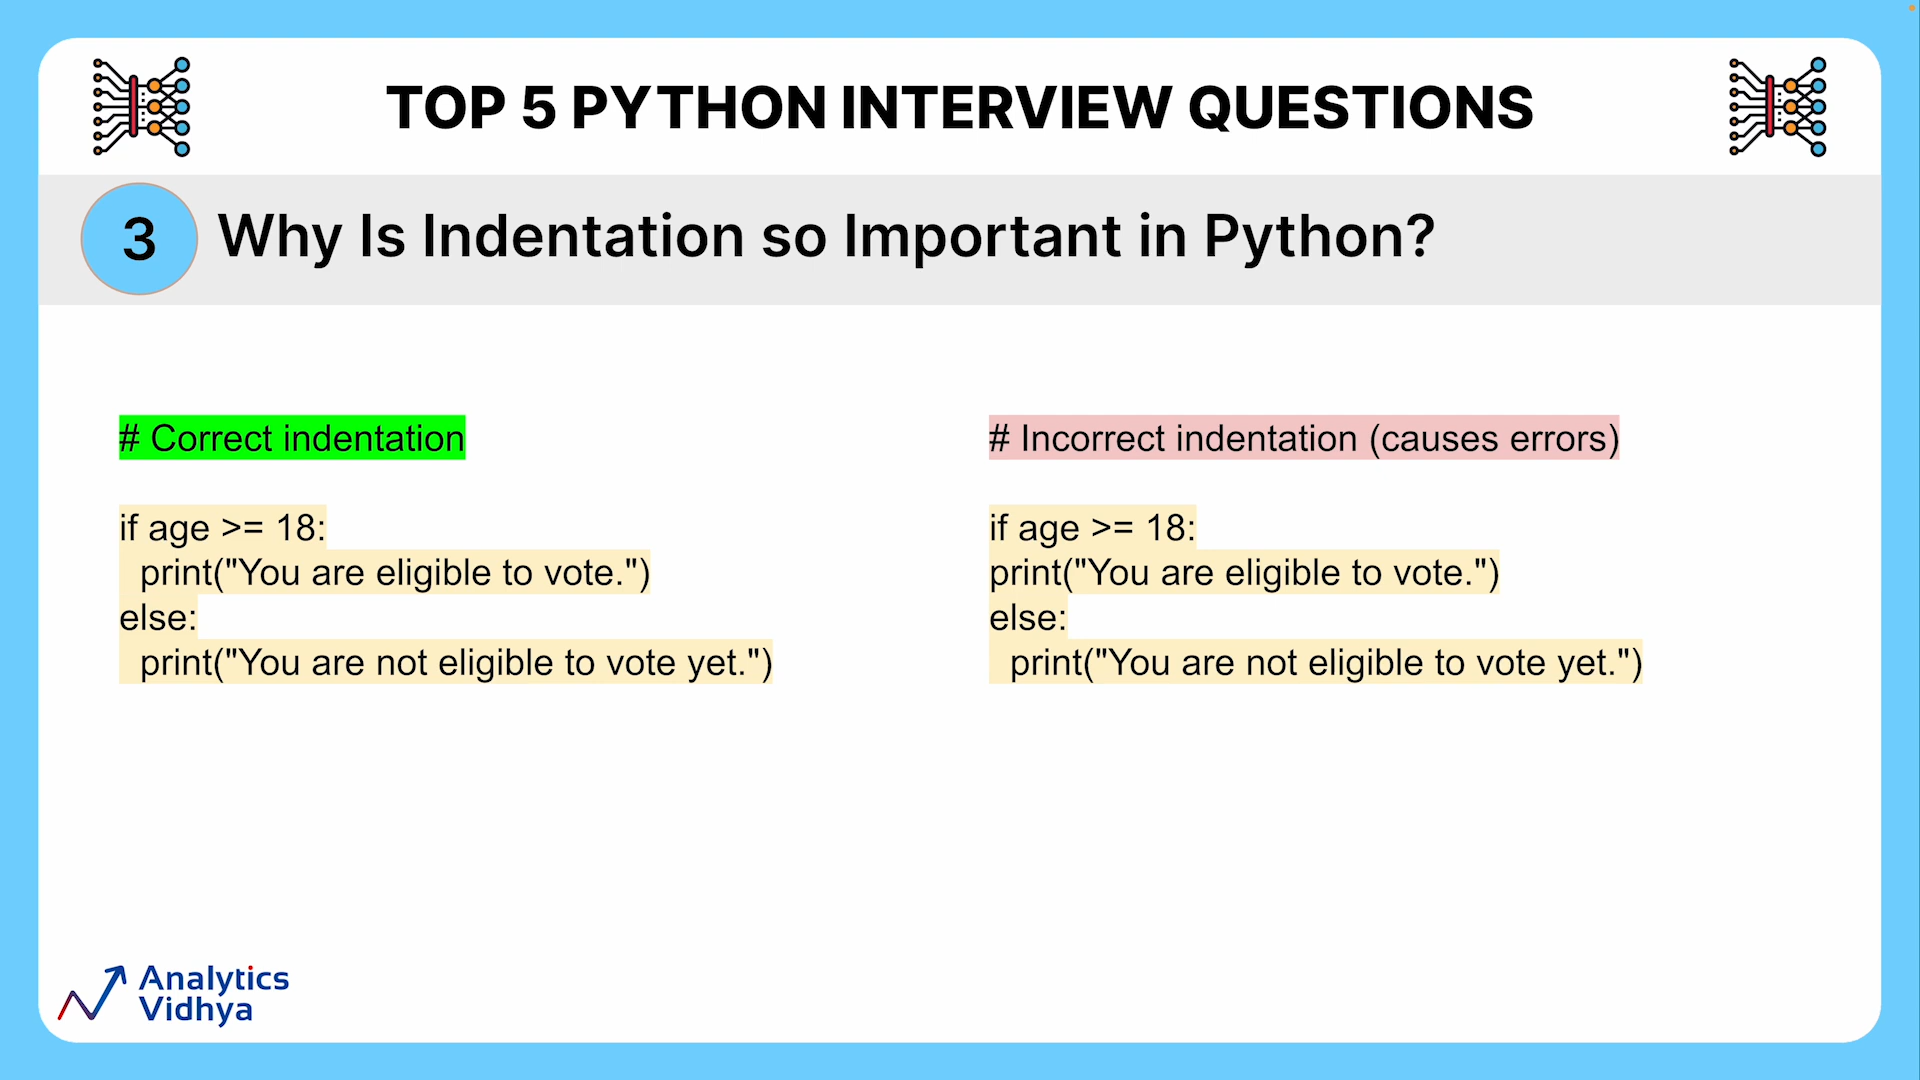 TOP 5 PYTHON INTERVIEW QUESTIONS
3
Why Is Indentation so Important in Python?
# Correct indentation
if age >= 18:
  print("You are eligible to vote.")
else:
  print("You are not eligible to vote yet.")
# Incorrect indentation (causes errors)
if age >= 18:
print("You are eligible to vote.")
else:
  print("You are not eligible to vote yet.")
Analytics
Vidhya